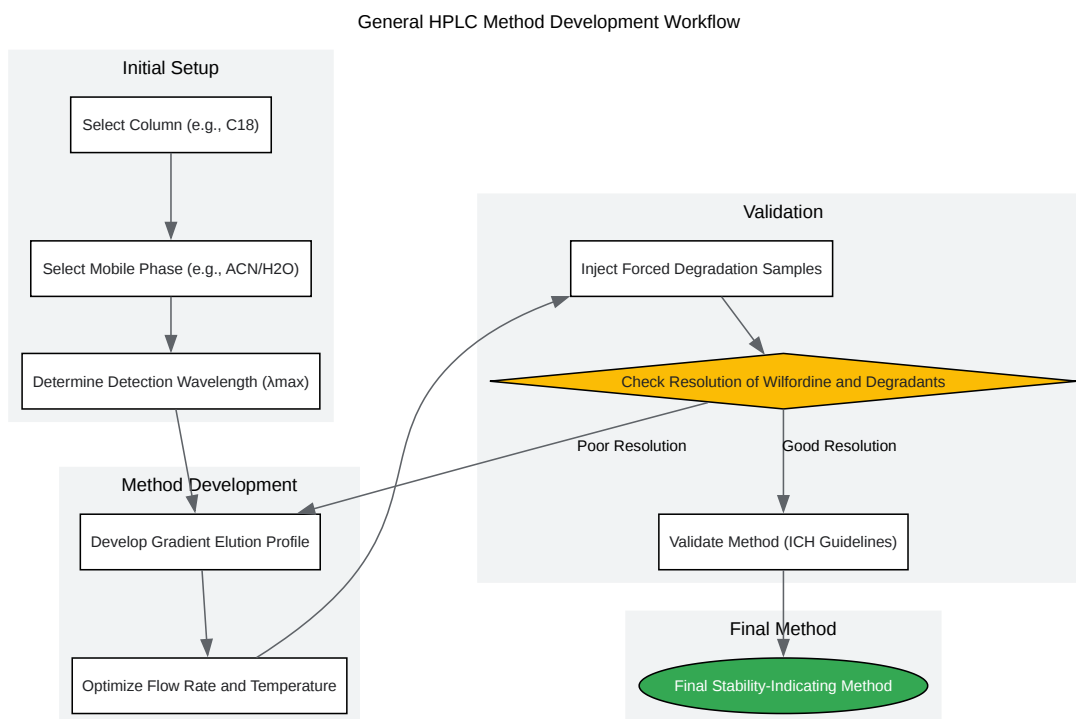 General HPLC Method Development Workflow
Initial Setup
Select Column (e.g., C18)
Select Mobile Phase (e.g., ACN/H2O)
Determine Detection Wavelength (λmax)
Method Development
Develop Gradient Elution Profile
Optimize Flow Rate and Temperature
Validation
Inject Forced Degradation Samples
Check Resolution of Wilfordine and Degradants
Poor Resolution
Good Resolution
Validate Method (ICH Guidelines)
Final Method
Final Stability-Indicating Method